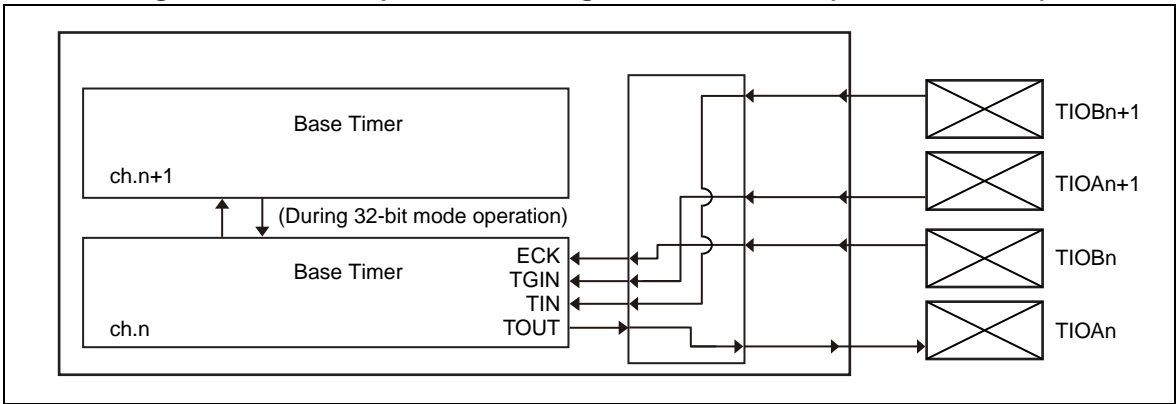 Base Timer
ch.n+1
(During 32-bit mode operation)
Base Timer
ch.n
ECK
TGIN
TIN
TOUT
TIOBn+1
TIOAn+1
TIOBn
TIOAn